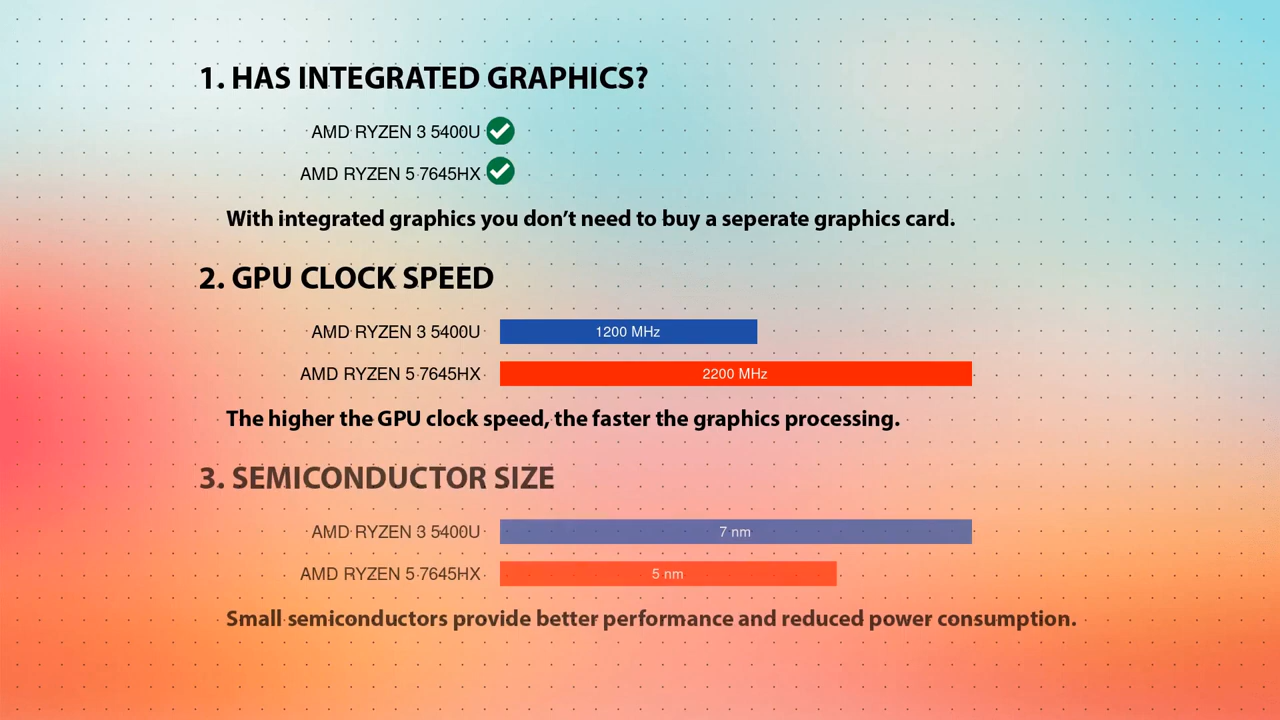 1. HAS INTEGRATED GRAPHICS?
AMD RYZEN 3 5400U
AMD RYZEN 5 7645HX
With integrated graphics you don’t need to buy a seperate graphics card.
2. GPU CLOCK SPEED
AMD RYZEN 3 5400U 1200 MHz
AMD RYZEN 5 7645HX 2200 MHz
The higher the GPU clock speed, the faster the graphics processing.
3. SEMICONDUCTOR SIZE
AMD RYZEN 3 5400U 7 nm
AMD RYZEN 5 7645HX 5 nm
Small semiconductors provide better performance and reduced power consumption.